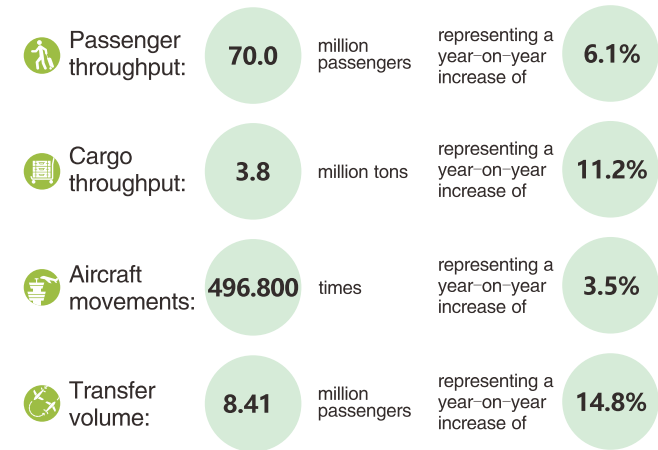 Passenger
throughput:
70.0
million
passengers
representing a
year-on-year
increase of
6.1%
Cargo
throughput:
3.8
million tons
representing a
year-on-year
increase of
11.2%
Aircraft
movements:
496.800
times
representing a
year-on-year
increase of
3.5%
Transfer
volume:
8.41
million
passengers
representing a
year-on-year
increase of
14.8%